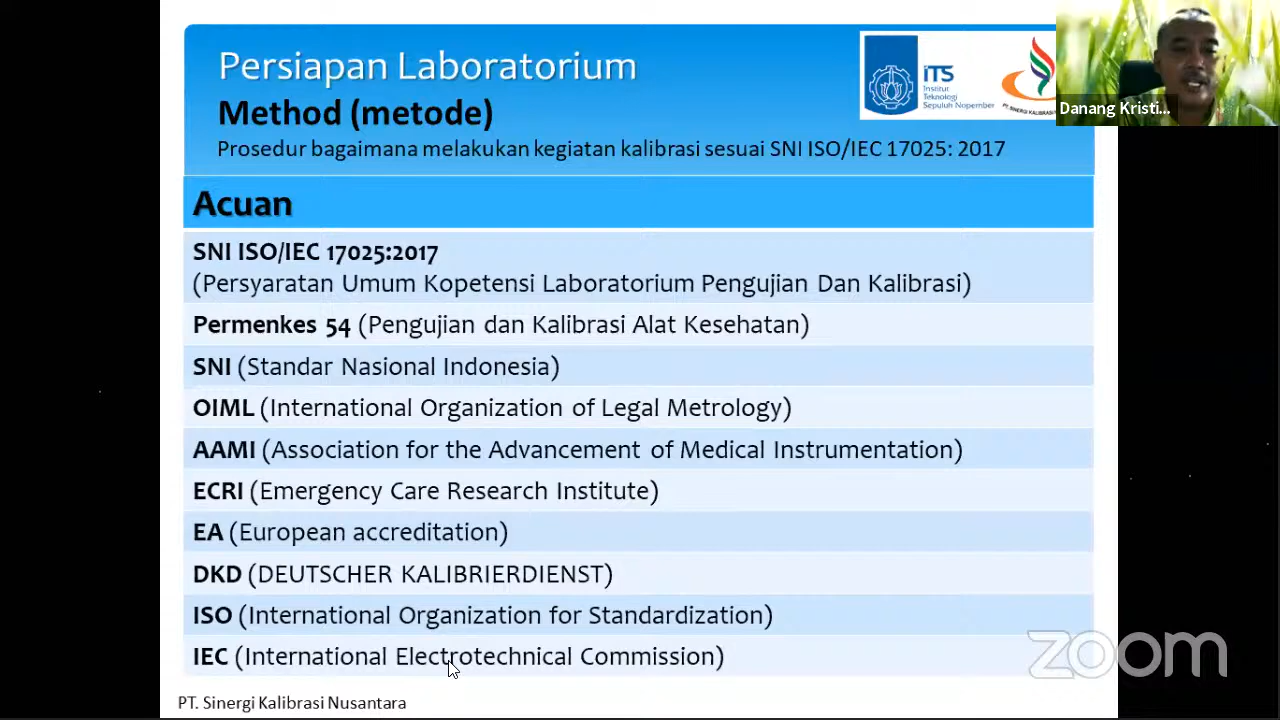 Persiapan Laboratorium
Method (metode)
Prosedur bagaimana melakukan kegiatan kalibrasi sesuai SNI ISO/IEC 17025: 2017
iTS
Institut
Teknologi
Sepuluh Nopember
PT. SINERGI KALIBRASI
Danang Kristi...
Acuan
SNI ISO/IEC 17025:2017
(Persyaratan Umum Kopetensi Laboratorium Pengujian Dan Kalibrasi)
Permenkes 54 (Pengujian dan Kalibrasi Alat Kesehatan)
SNI (Standar Nasional Indonesia)
OIML (International Organization of Legal Metrology)
AAMI (Association for the Advancement of Medical Instrumentation)
ECRI (Emergency Care Research Institute)
EA (European accreditation)
DKD (DEUTSCHER KALIBRIERDIENST)
ISO (International Organization for Standardization)
IEC (International Electrotechnical Commission)
zoom
PT. Sinergi Kalibrasi Nusantara